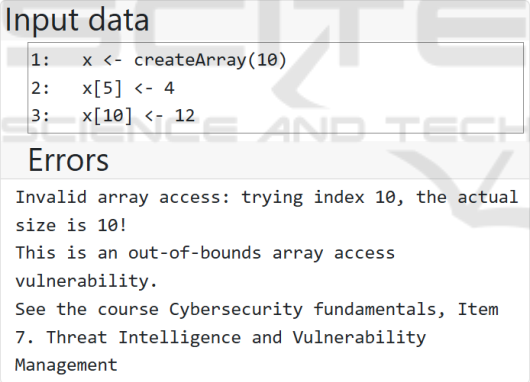 Input data
1: x <- createArray(10)
2: x[5] <- 4
3: x[10] <- 12
Errors
Invalid array access: trying index 10, the actual
size is 10!
This is an out-of-bounds array access
vulnerability.
See the course Cybersecurity fundamentals, Item
7. Threat Intelligence and Vulnerability
Management